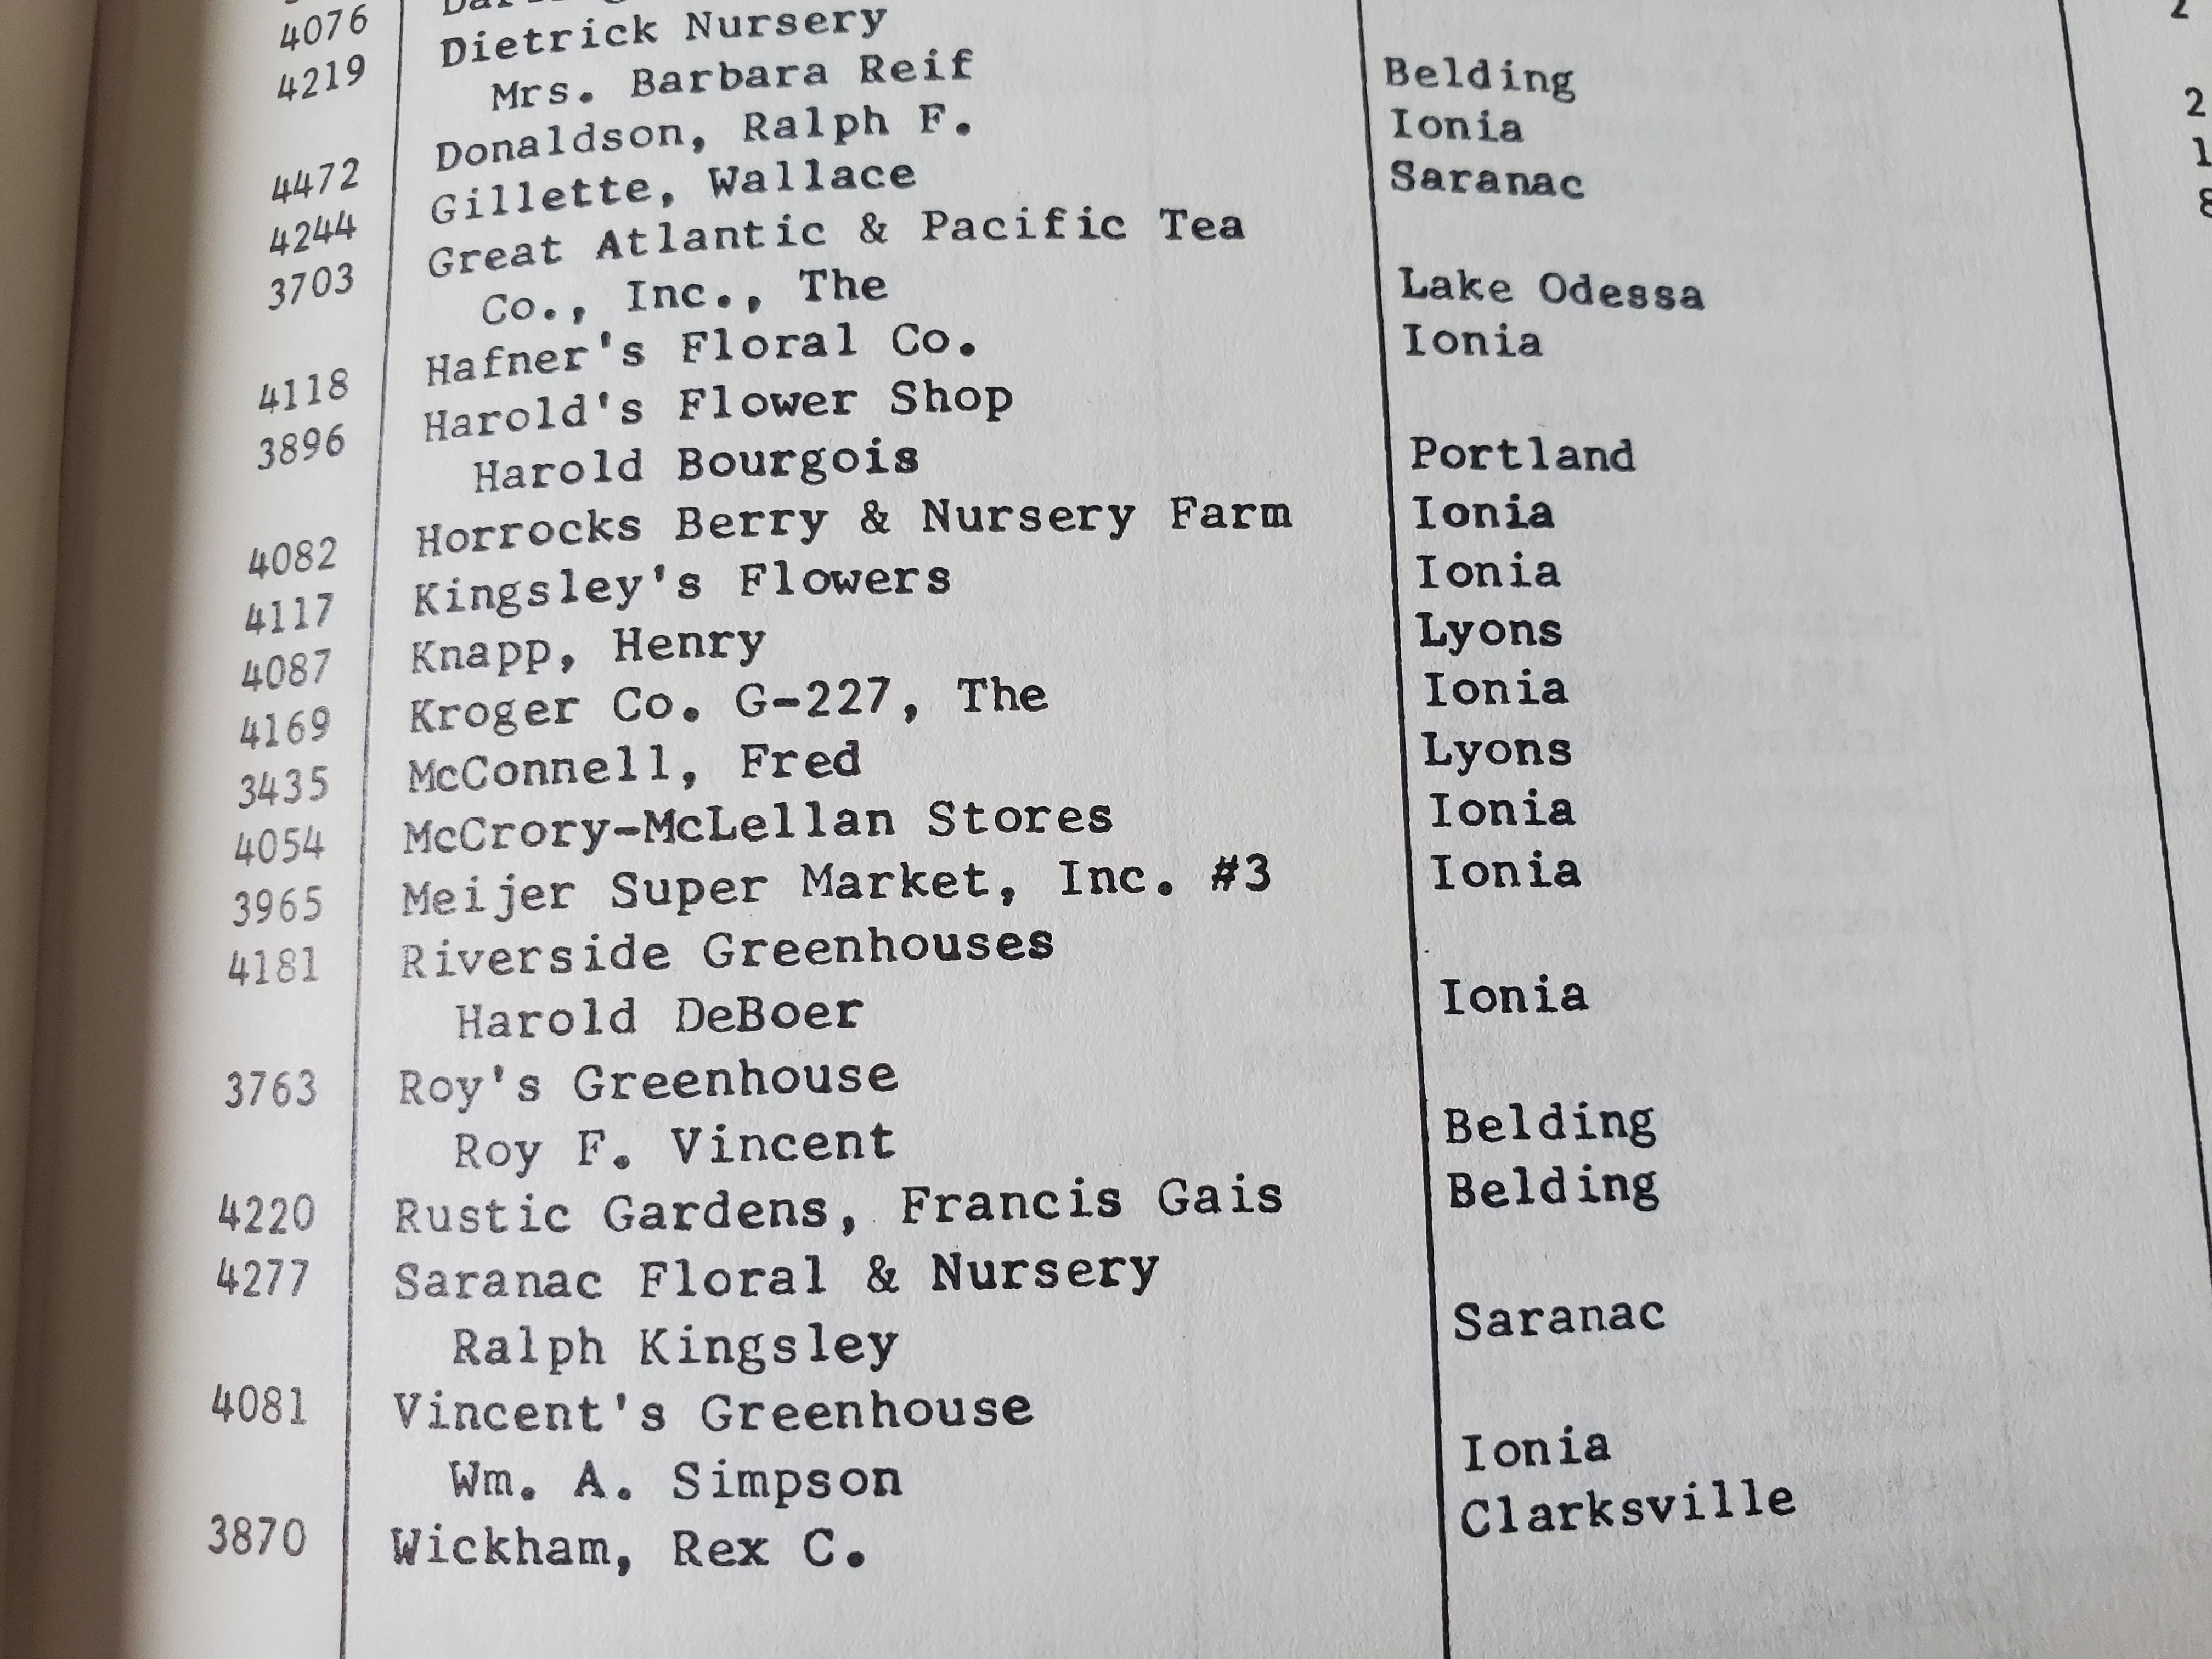 4076
4219 Dietrick Nursery
Mrs. Barbara Reif Belding
4472 Donaldson, Ralph F. Ionia
4244 Gillette, Wallace Saranac
3703 Great Atlantic & Pacific Tea
Co., Inc., The Lake Odessa
4118 Hafner's Floral Co. Ionia
3896 Harold's Flower Shop
Harold Bourgois Portland
4082 Horrocks Berry & Nursery Farm Ionia
4117 Kingsley's Flowers Ionia
4087 Knapp, Henry Lyons
4169 Kroger Co. G-227, The Ionia
3435 McConnell, Fred Lyons
4054 McCrory-McLellan Stores Ionia
3965 Meijer Super Market, Inc. #3 Ionia
4181 Riverside Greenhouses
Harold DeBoer Ionia
3763 Roy's Greenhouse
Roy F. Vincent Belding
4220 Rustic Gardens, Francis Gais Belding
4277 Saranac Floral & Nursery
Ralph Kingsley Saranac
4081 Vincent's Greenhouse
Wm. A. Simpson Ionia
3870 Wickham, Rex C. Clarksville